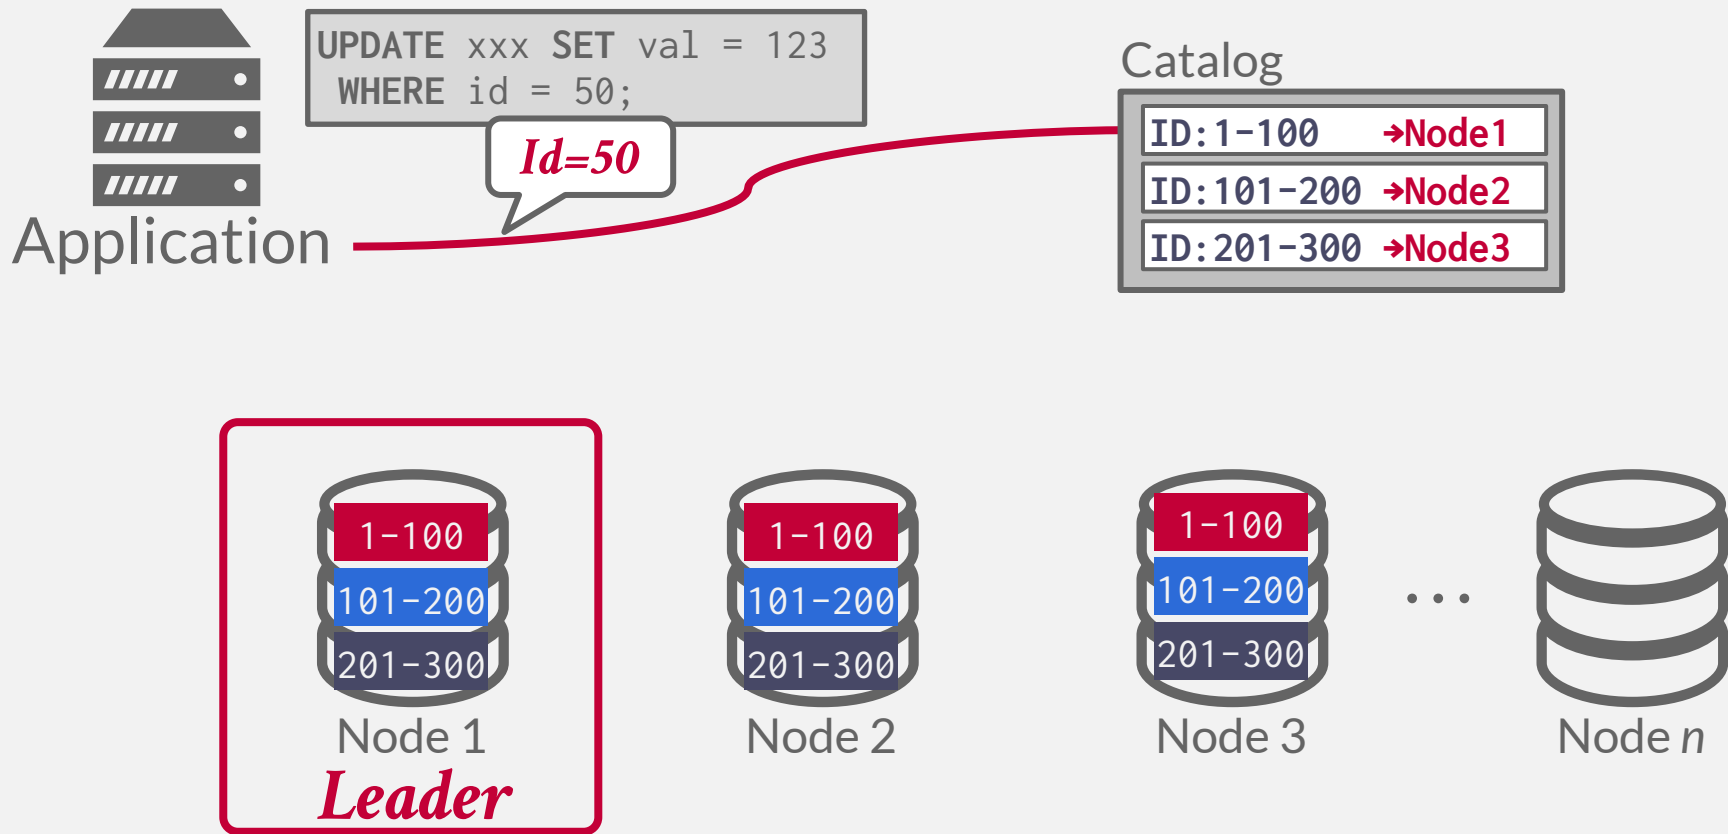 UPDATE xxx SET val = 123
WHERE id = 50;
Id=50
Application
Catalog
ID:1-100 →Node1
ID:101-200 →Node2
ID:201-300 →Node3
1-100
101-200
201-300
Node 1
Leader
1-100
101-200
201-300
Node 2
1-100
101-200
201-300
Node 3
...
Node n